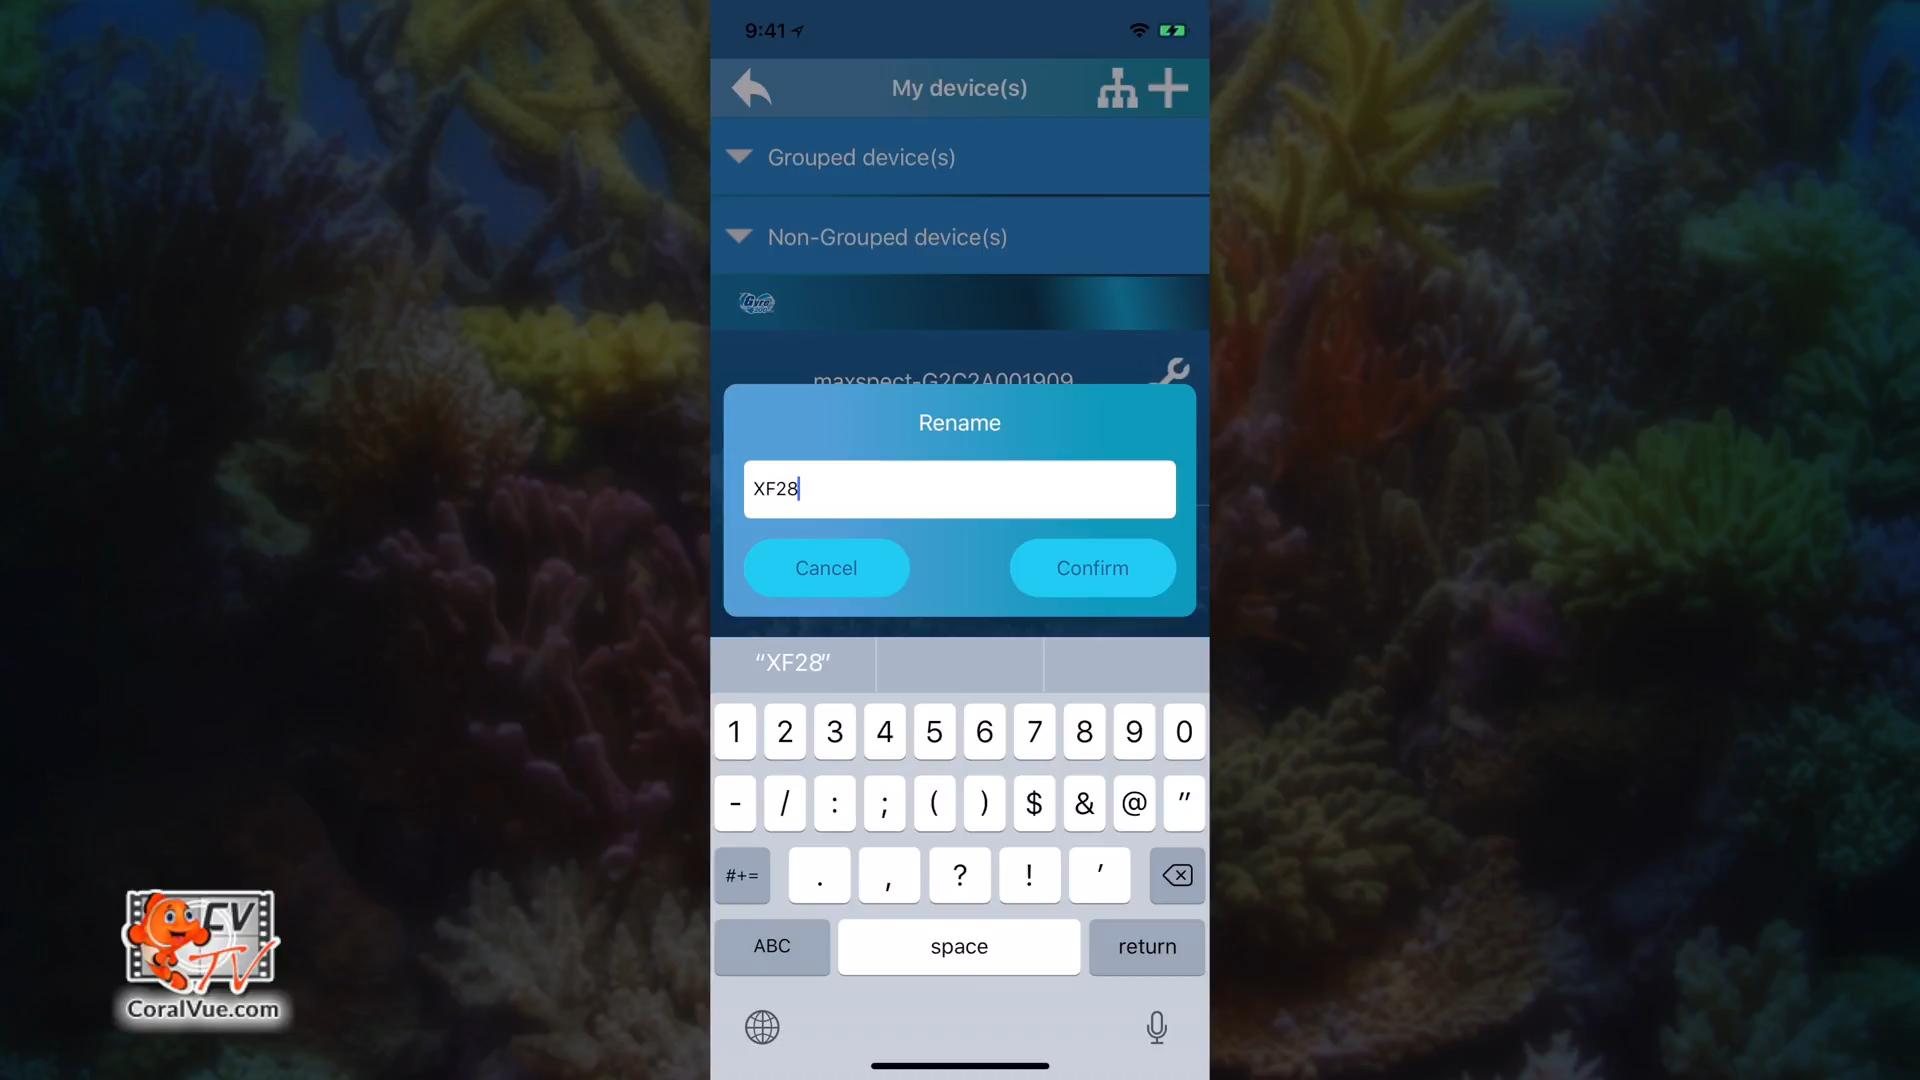 9:41
My device(s)
Grouped device(s)
Non-Grouped device(s)
Gyre
maxspect-G2C2A001909
Rename
XF28
Cancel
Confirm
“XF28”
1 2 3 4 5 6 7 8 9 0
- / : ; ( ) $ & @ "
#+= . , ? ! '
ABC space return
CV
TV
CoralVue.com